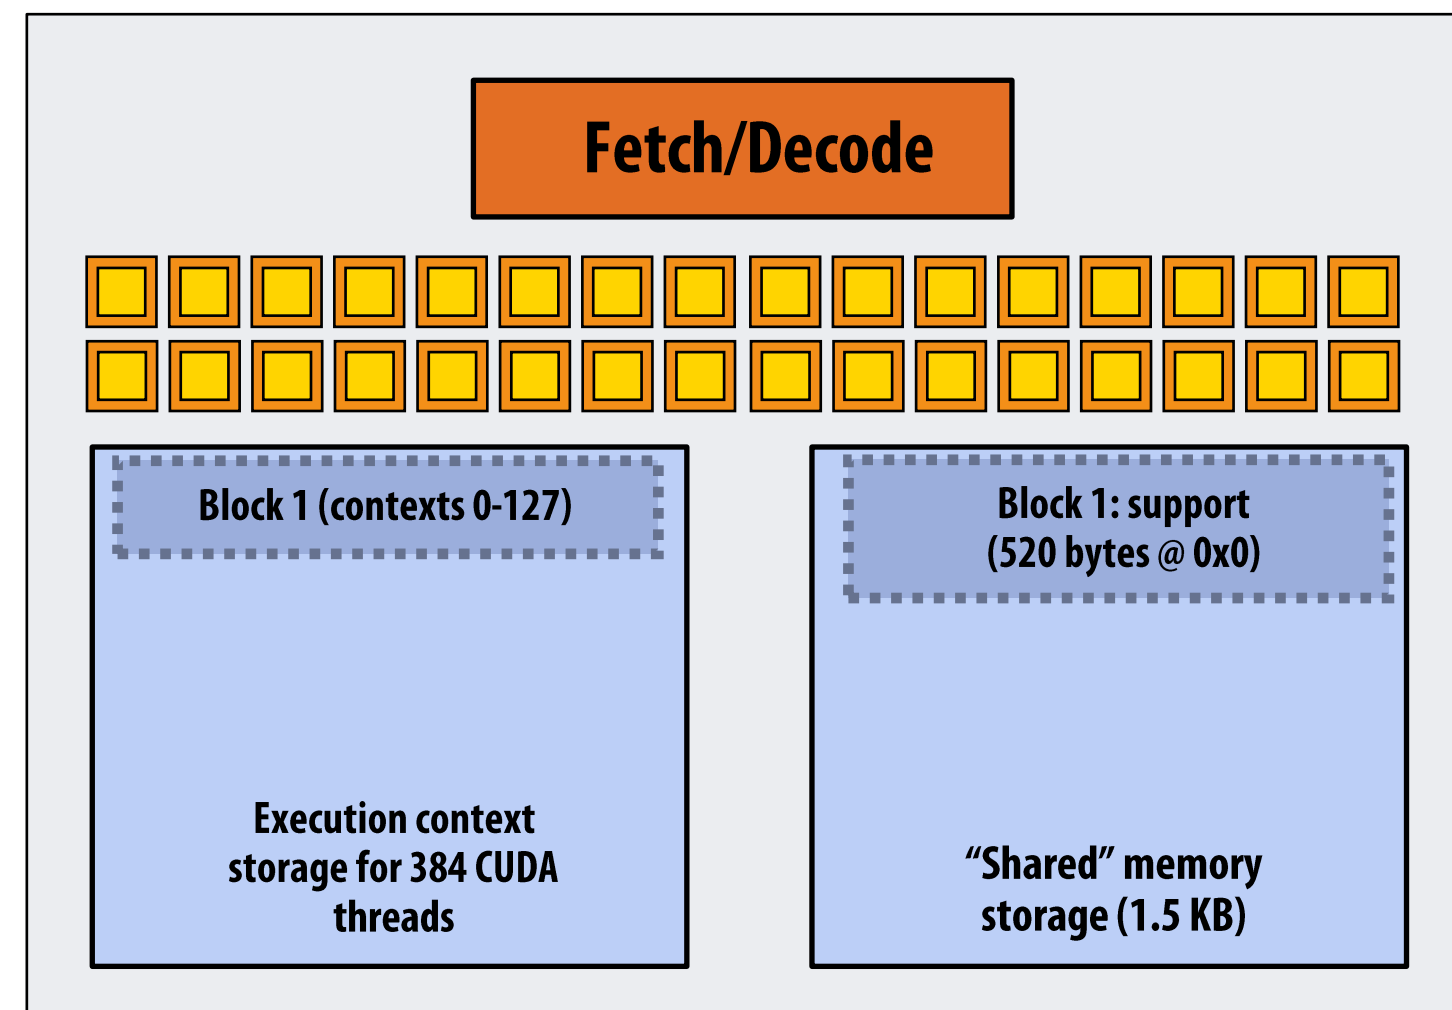 Fetch/Decode
Block 1 (contexts 0-127)
Block 1: support
(520 bytes @ 0x0)
Execution context
storage for 384 CUDA
threads
“Shared” memory
storage (1.5 KB)